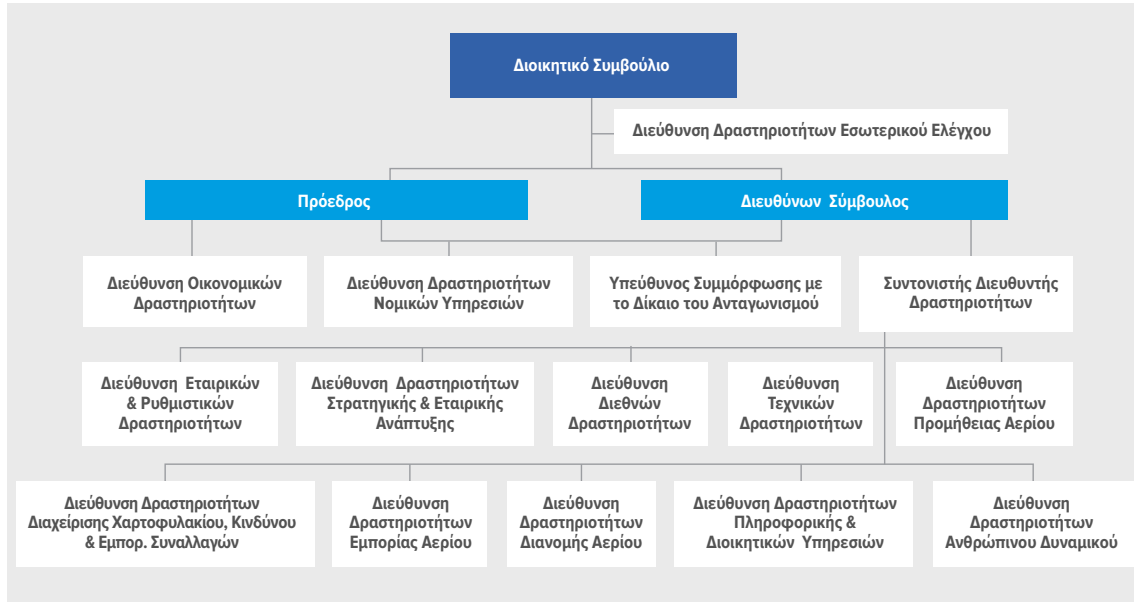 Διοικητικό Συμβούλιο
Διεύθυνση Δραστηριοτήτων Εσωτερικού Ελέγχου
Πρόεδρος
Διευθύνων Σύμβουλος
Διεύθυνση Οικονομικών
Δραστηριοτήτων
Διεύθυνση Δραστηριοτήτων
Νομικών Υπηρεσιών
Υπεύθυνος Συμμόρφωσης με
το Δίκαιο του Ανταγωνισμού
Συντονιστής Διευθυντής
Δραστηριοτήτων
Διεύθυνση Εταιρικών
& Ρυθμιστικών
Δραστηριοτήτων
Διεύθυνση Δραστηριοτήτων
Στρατηγικής & Εταιρικής
Ανάπτυξης
Διεύθυνση
Διεθνών
Δραστηριοτήτων
Διεύθυνση
Τεχνικών
Δραστηριοτήτων
Διεύθυνση
Δραστηριοτήτων
Προμήθειας Αερίου
Διεύθυνση Δραστηριοτήτων
Διαχείρισης Χαρτοφυλακίου, Κινδύνου
& Εμπορ. Συναλλαγών
Διεύθυνση
Δραστηριοτήτων
Εμπορίας Αερίου
Διεύθυνση
Δραστηριοτήτων
Διανομής Αερίου
Διεύθυνση Δραστηριοτήτων
Πληροφορικής &
Διοικητικών Υπηρεσιών
Διεύθυνση
Δραστηριοτήτων
Ανθρώπινου Δυναμικού